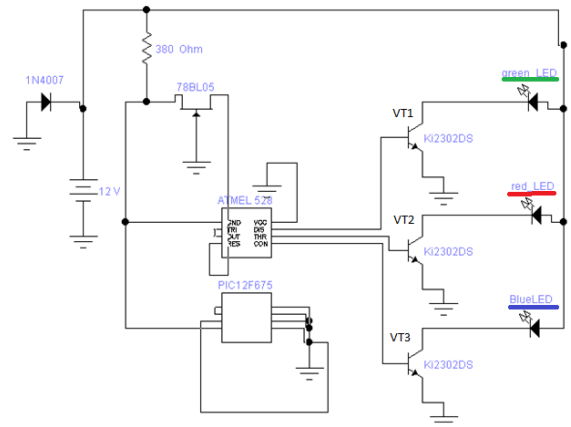 380 Ohm
1N4007
78BL05
green_LED
VT1
Ki2302DS
12 V
ATMEL 528
GND VCC
TRI DIS
OUT THR
RES CON
red_LED
VT2
Ki2302DS
PIC12F675
BlueLED
VT3
Ki2302DS